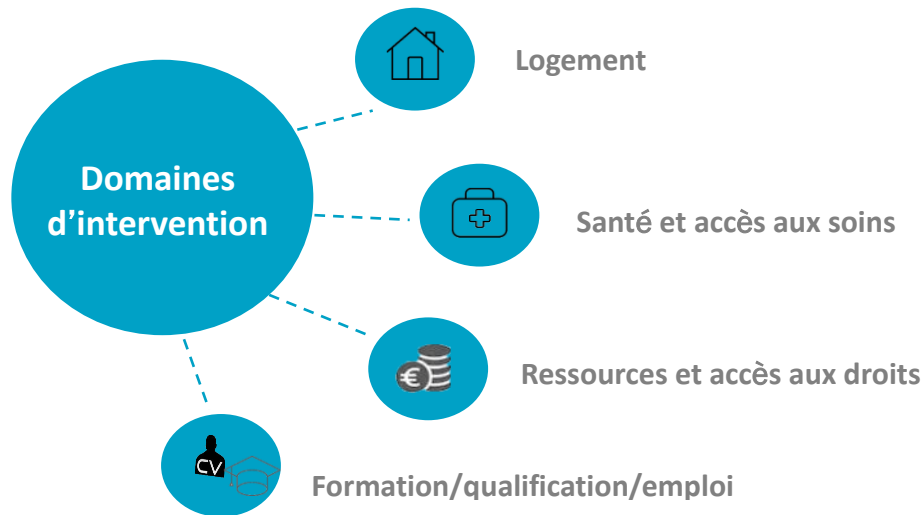 Logement
Domaines
d’intervention
Santé et accès aux soins
Ressources et accès aux droits
CV
Formation/qualification/emploi